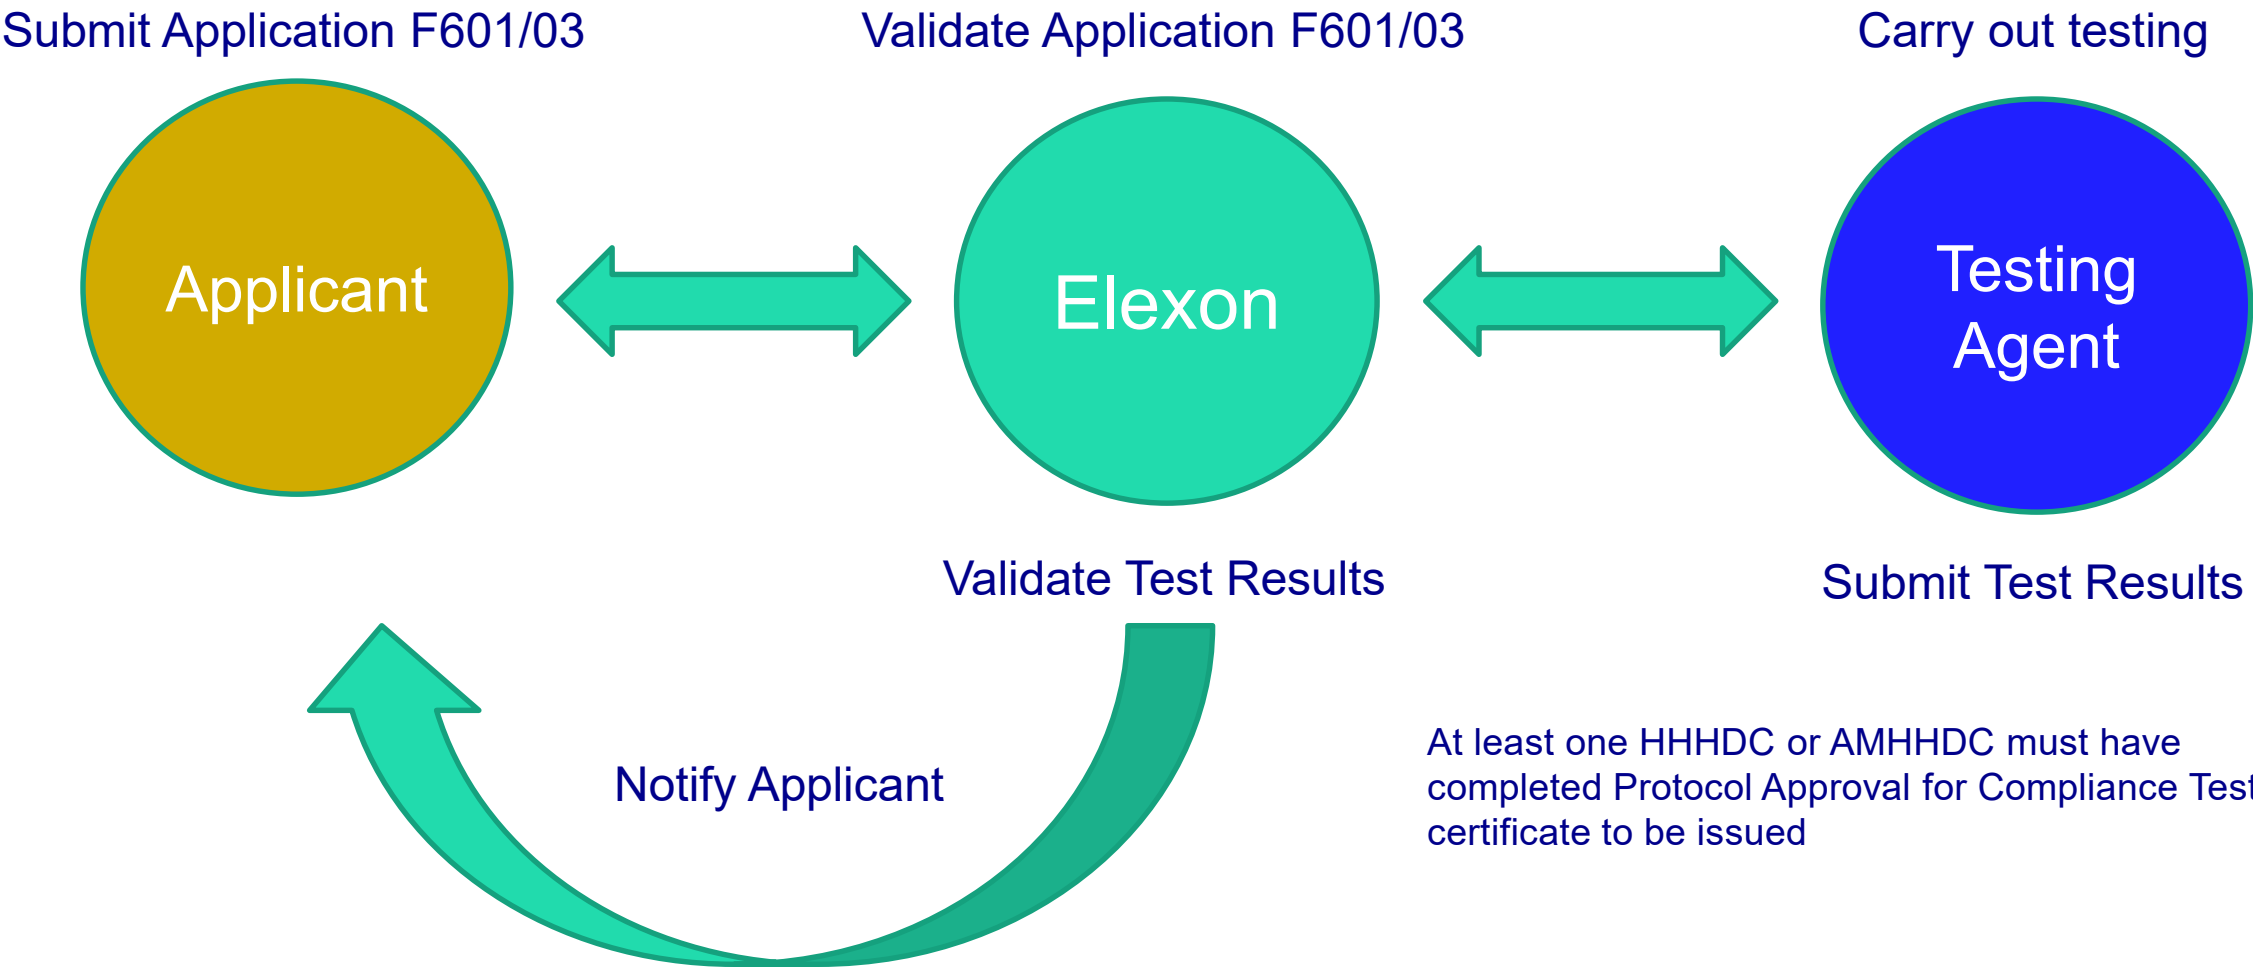 Submit Application F601/03
Validate Application F601/03
Carry out testing
Applicant
Elexon
Testing
Agent
Validate Test Results
Submit Test Results
Notify Applicant
At least one HHHDC or AMHHDC must have
completed Protocol Approval for Compliance Test
certificate to be issued